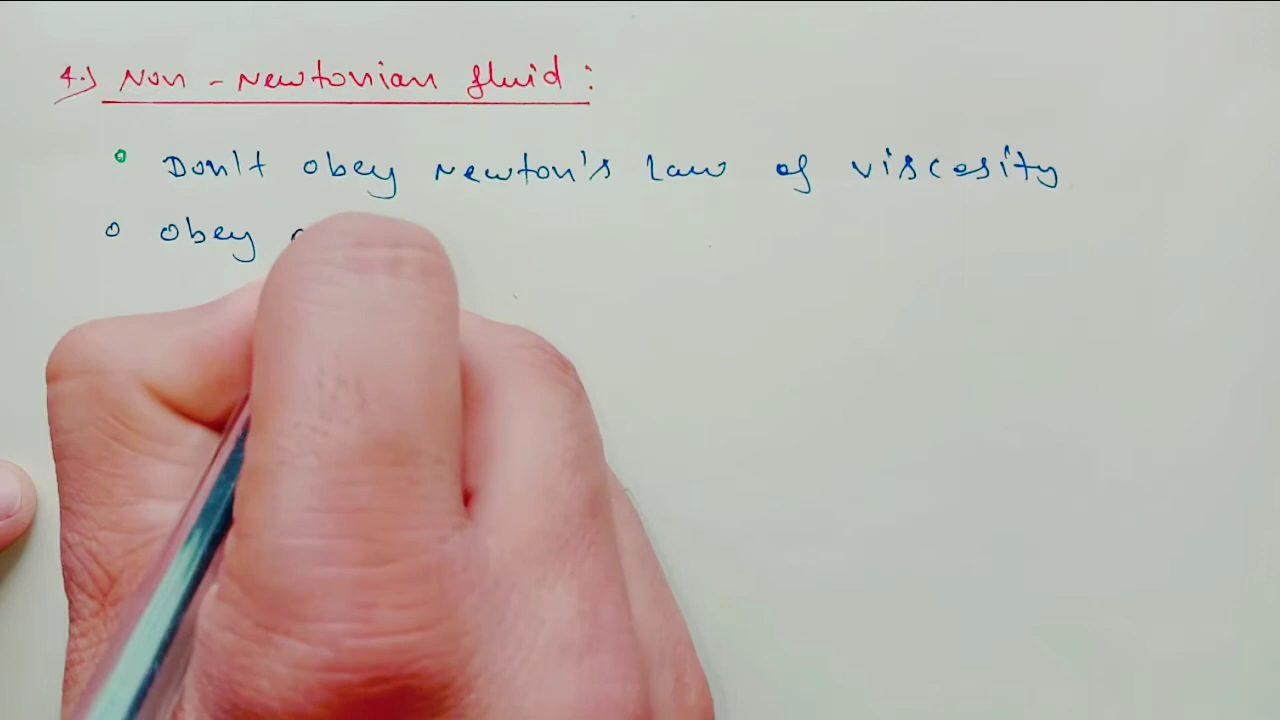 4.) Non - Newtonian fluid :
Don't obey Newton's Law of viscosity
obey